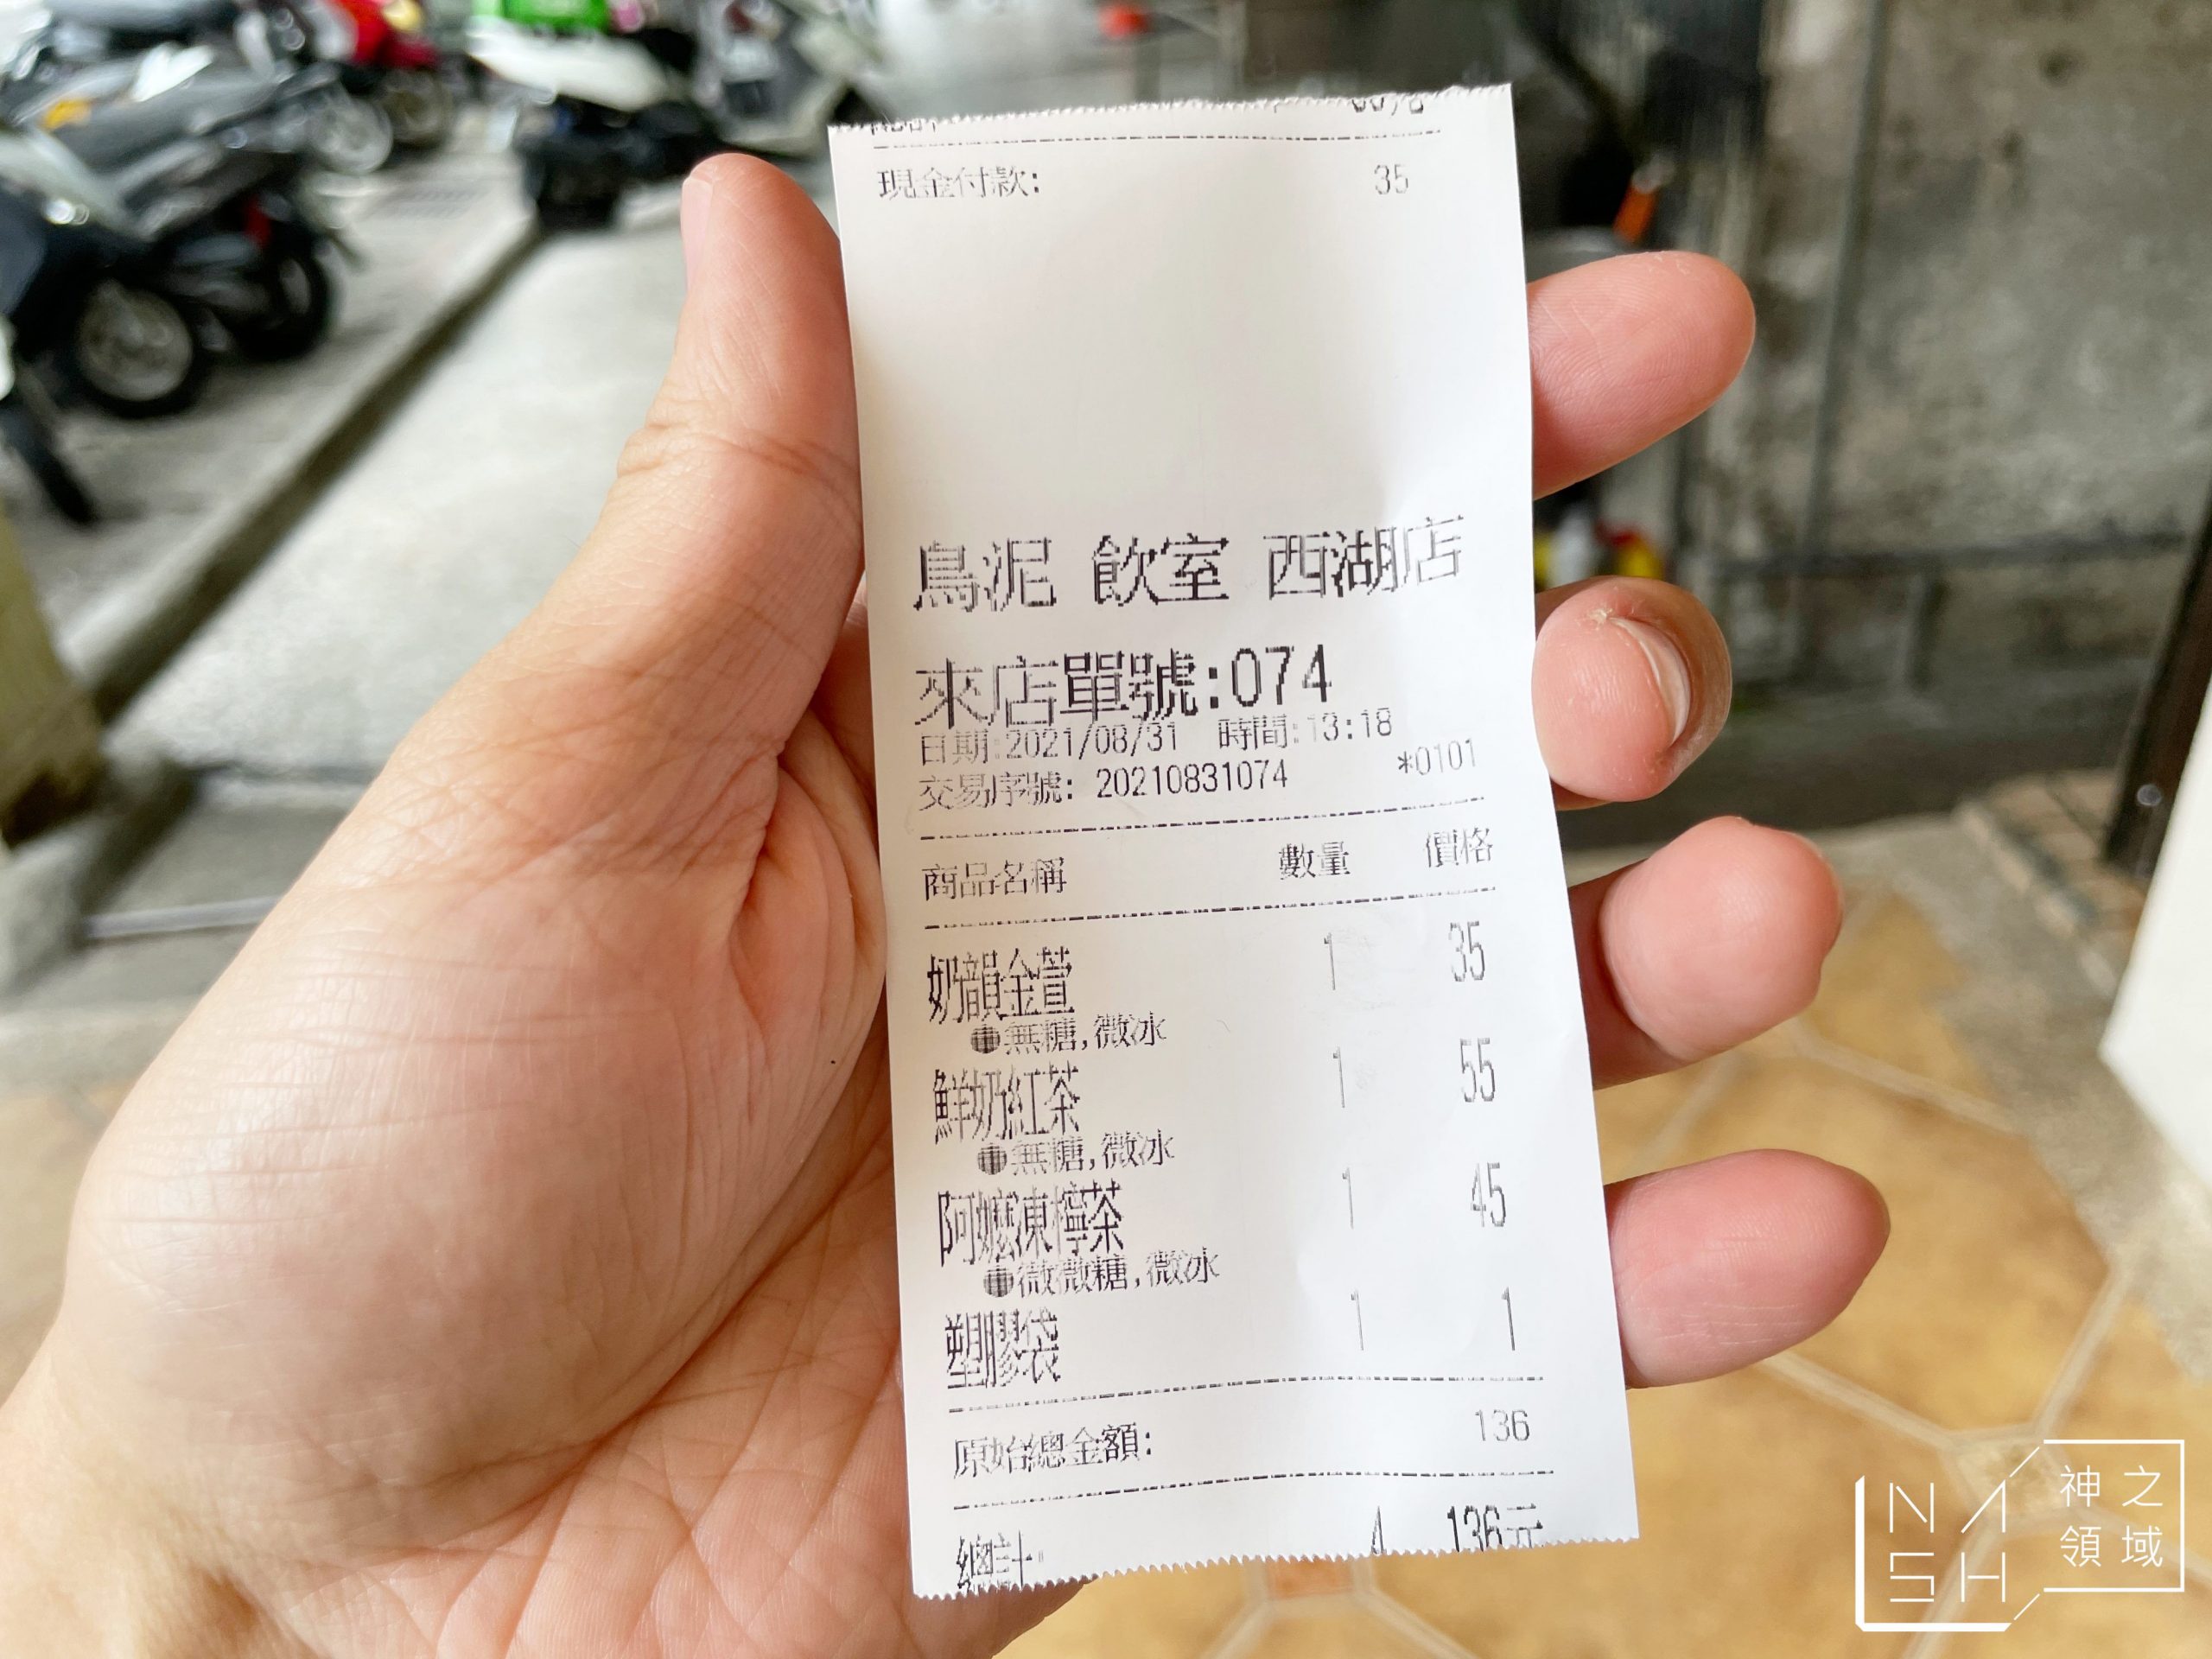 現金付款: 35
鳥泥 飲室 西湖店
來店單號:074
日期:2021/08/31 時間:13:18
交易序號: 20210831074 *0101
商品名稱 數量 價格
奶韻金萱 1 35
●無糖,微冰
鮮奶紅茶 1 55
●無糖,微冰
阿嬤凍檸茶 1 45
●微微糖,微冰
塑膠袋 1 1
原始總金額: 136
總計 4 136元
NASH 神之領域